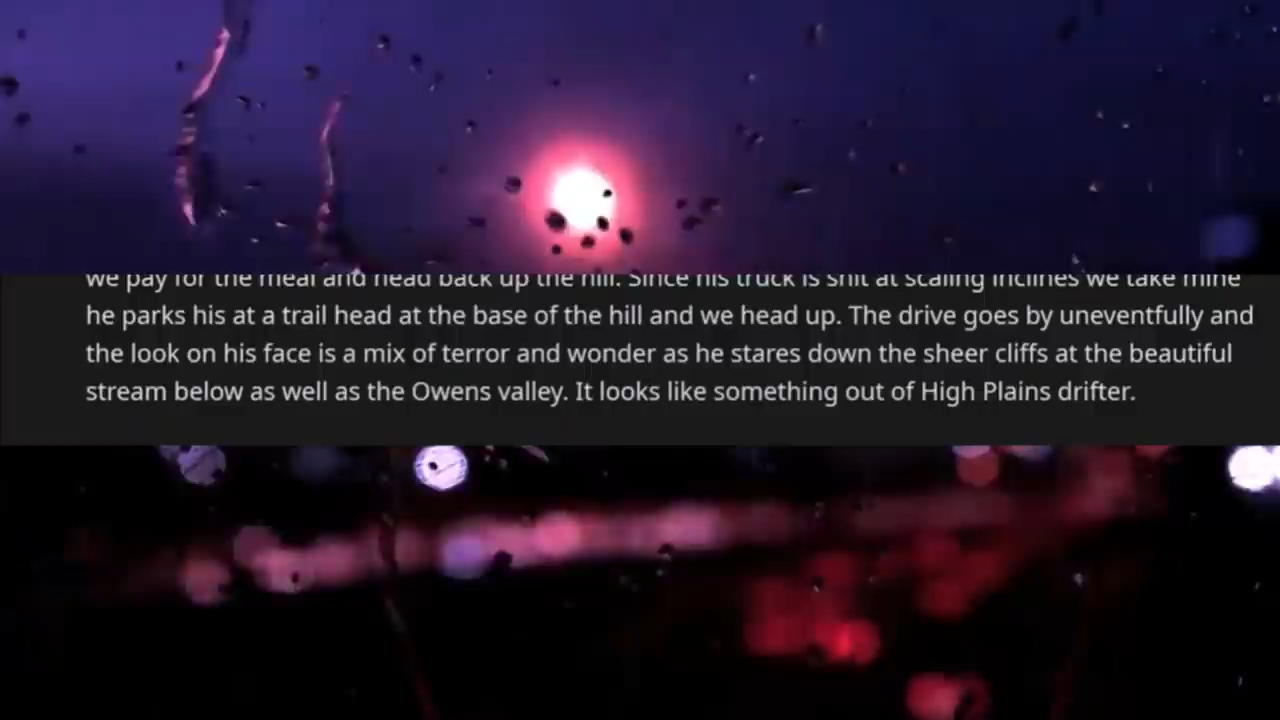 we pay for the meal and head back up the hill. Since his truck is shit at scaling inclines we take mine
he parks his at a trail head at the base of the hill and we head up. The drive goes by uneventfully and
the look on his face is a mix of terror and wonder as he stares down the sheer cliffs at the beautiful
stream below as well as the Owens valley. It looks like something out of High Plains drifter.